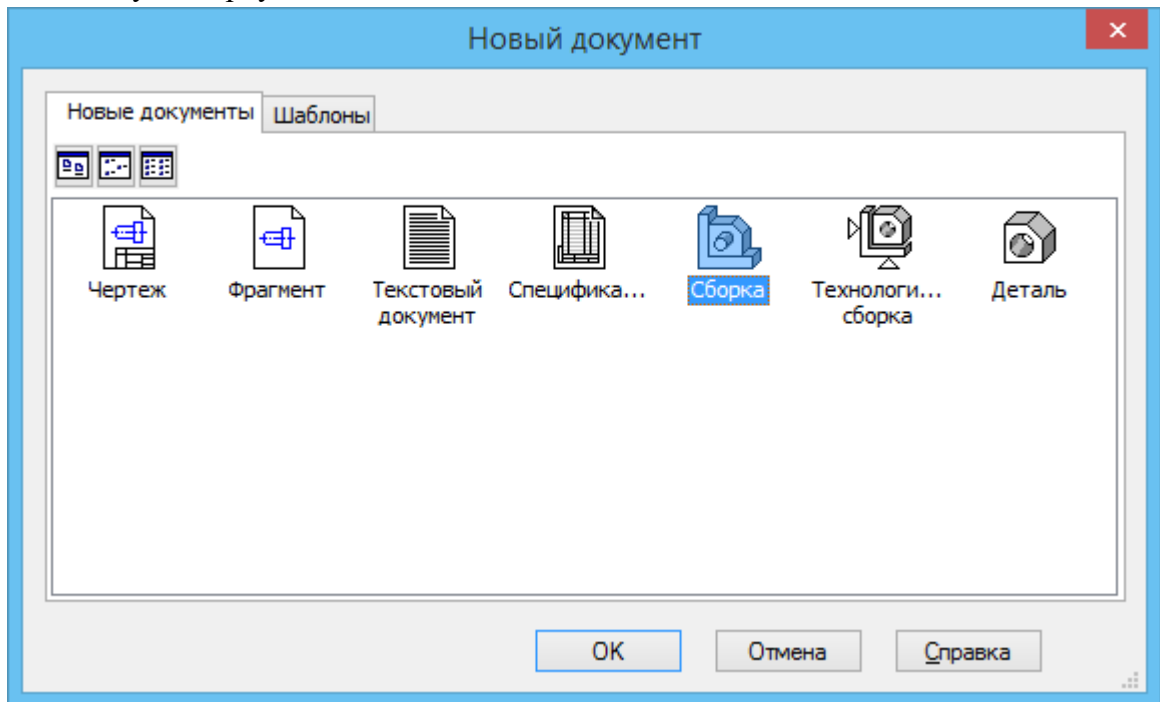 Новый документ
Новые документы Шаблоны
Чертеж Фрагмент Текстовый документ Специфика... Сборка Технологи... сборка Деталь
OK Отмена Справка